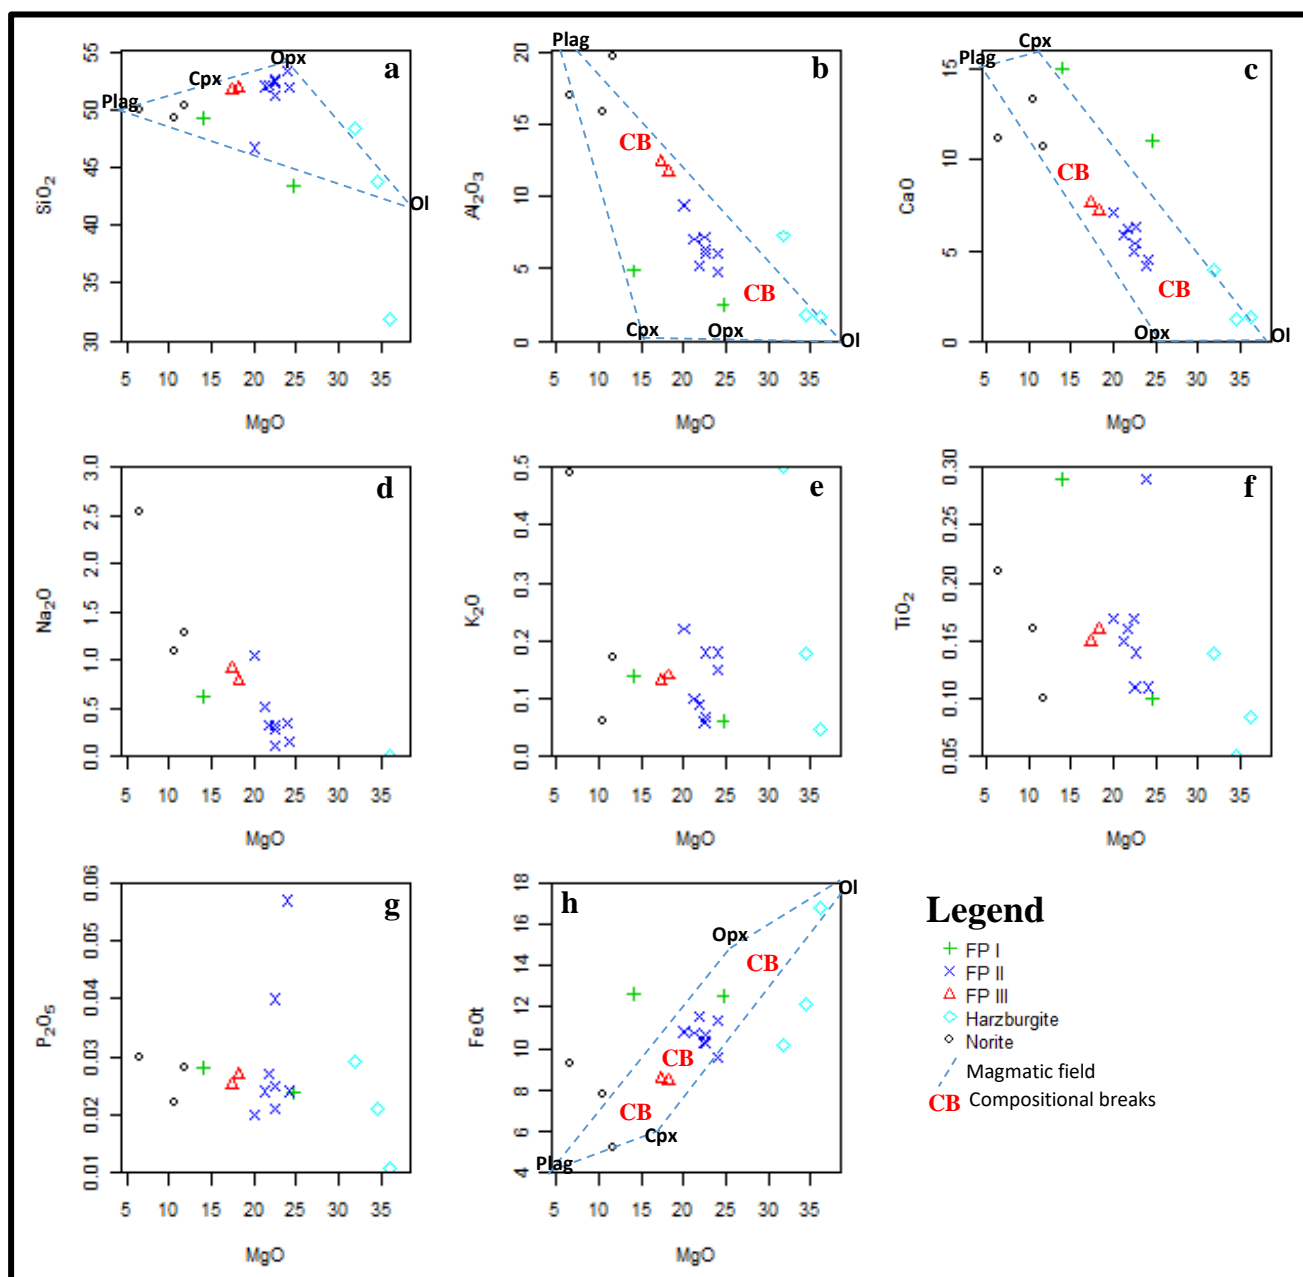 a
55
50
45
40
35
30
SiO2
Plag
Cpx
Opx
Ol
5 10 15 20 25 30 35
MgO
b
20
15
10
5
0
Al2O3
Plag
CB
CB
Cpx
Opx
Ol
5 10 15 20 25 30 35
MgO
c
15
10
5
0
CaO
Plag
Cpx
CB
CB
Opx
Ol
5 10 15 20 25 30 35
MgO
d
3.0
2.5
2.0
1.5
1.0
0.5
0.0
Na2O
5 10 15 20 25 30 35
MgO
e
0.5
0.4
0.3
0.2
0.1
0.0
K2O
5 10 15 20 25 30 35
MgO
f
0.30
0.25
0.20
0.15
0.10
0.05
TiO2
5 10 15 20 25 30 35
MgO
g
0.06
0.05
0.04
0.03
0.02
0.01
P2O5
5 10 15 20 25 30 35
MgO
h
18
16
14
12
10
8
6
4
FeOt
Ol
Opx
CB
CB
CB
Cpx
Plag
5 10 15 20 25 30 35
MgO
Legend
FP I
FP II
FP III
Harzburgite
Norite
Magmatic field
CB Compositional breaks